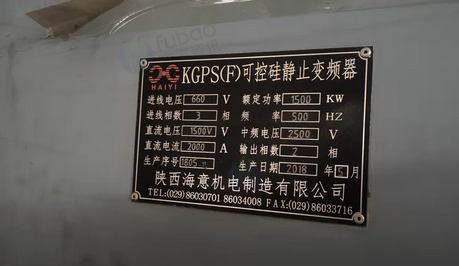 fubao
HAIYI
KGPS(F)可控硅静止变频器
进线电压 660 V 额定功率 1500 KW
进线相数 3 相 频率 500 HZ
直流电压 1500V V 中频电压 2500 V
直流电流 2000 A 输出相数 2 相
生产序号 1805 生产日期 2018 年 5 月
陕西海意机电制造有限公司
TEL:(029)86030701 86034008 FAX:(029)86033716